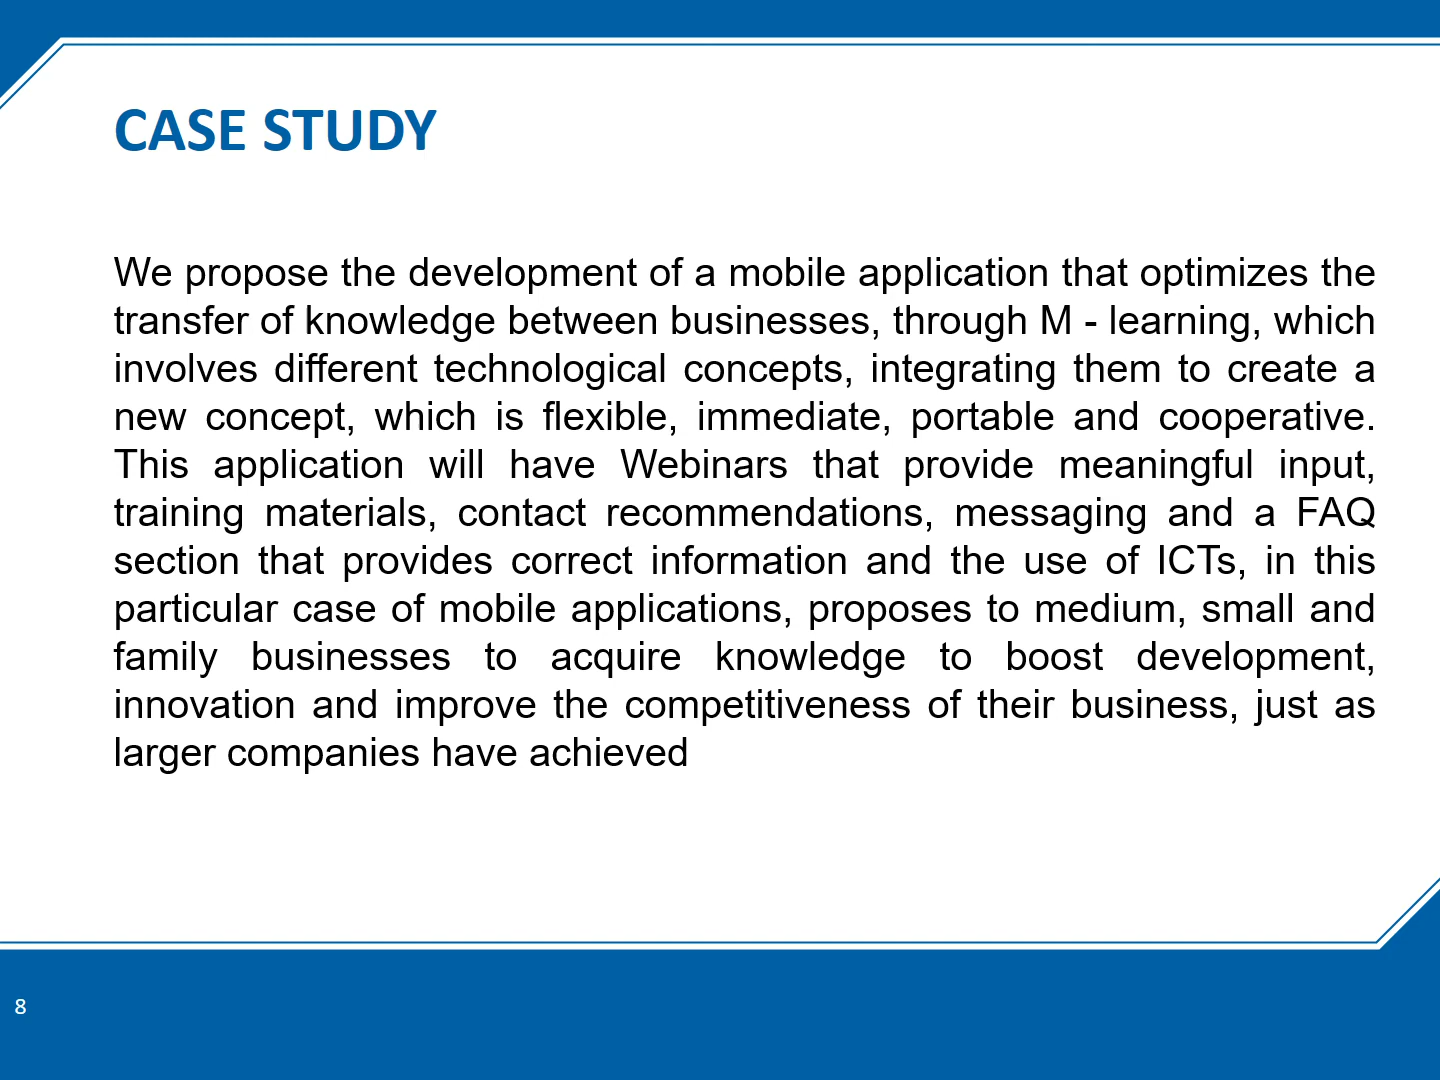 CASE STUDY
We propose the development of a mobile application that optimizes the
transfer of knowledge between businesses, through M - learning, which
involves different technological concepts, integrating them to create a
new concept, which is flexible, immediate, portable and cooperative.
This application will have Webinars that provide meaningful input,
training materials, contact recommendations, messaging and a FAQ
section that provides correct information and the use of ICTs, in this
particular case of mobile applications, proposes to medium, small and
family businesses to acquire knowledge to boost development,
innovation and improve the competitiveness of their business, just as
larger companies have achieved
8